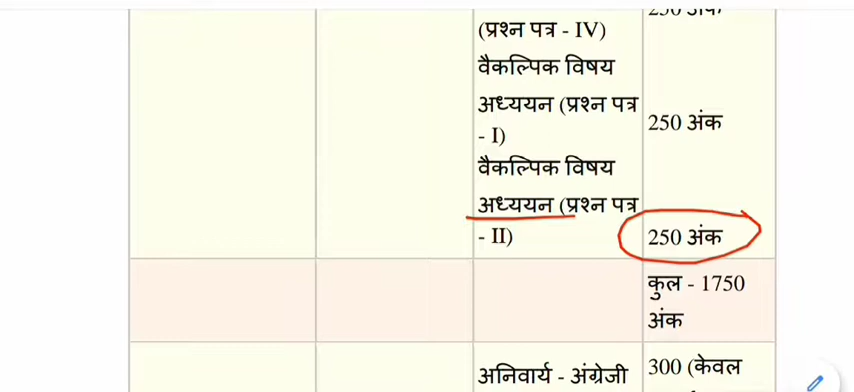 (प्रश्न पत्र - IV)
वैकल्पिक विषय
अध्ययन (प्रश्न पत्र
- I)
250 अंक
वैकल्पिक विषय
अध्ययन (प्रश्न पत्र
- II)
250 अंक
कुल - 1750
अंक
अनिवार्य - अंग्रेजी
300 (केवल